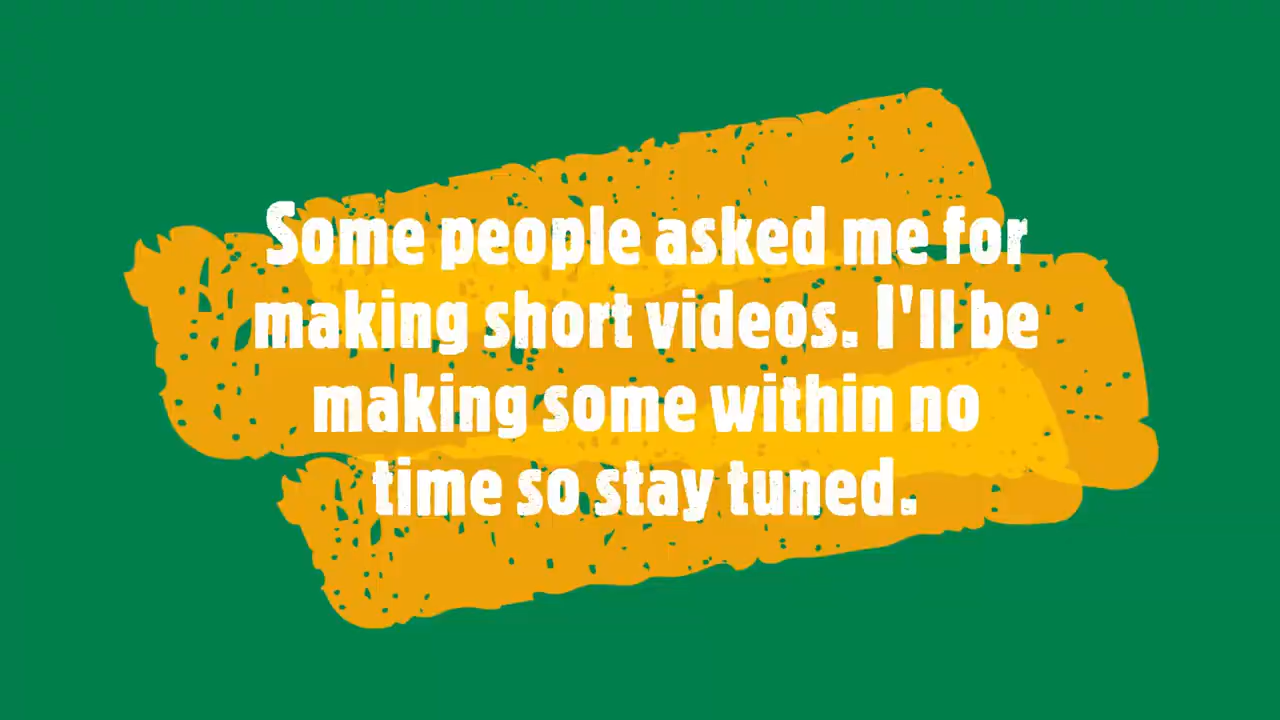 Some people asked me for
making short videos. I'll be
making some within no
time so stay tuned.